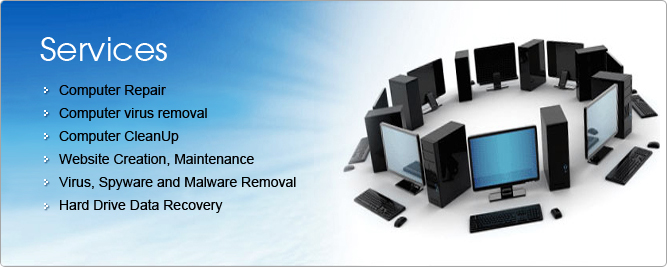 Services
Computer Repair
Computer virus removal
Computer CleanUp
Website Creation, Maintenance
Virus, Spyware and Malware Removal
Hard Drive Data Recovery